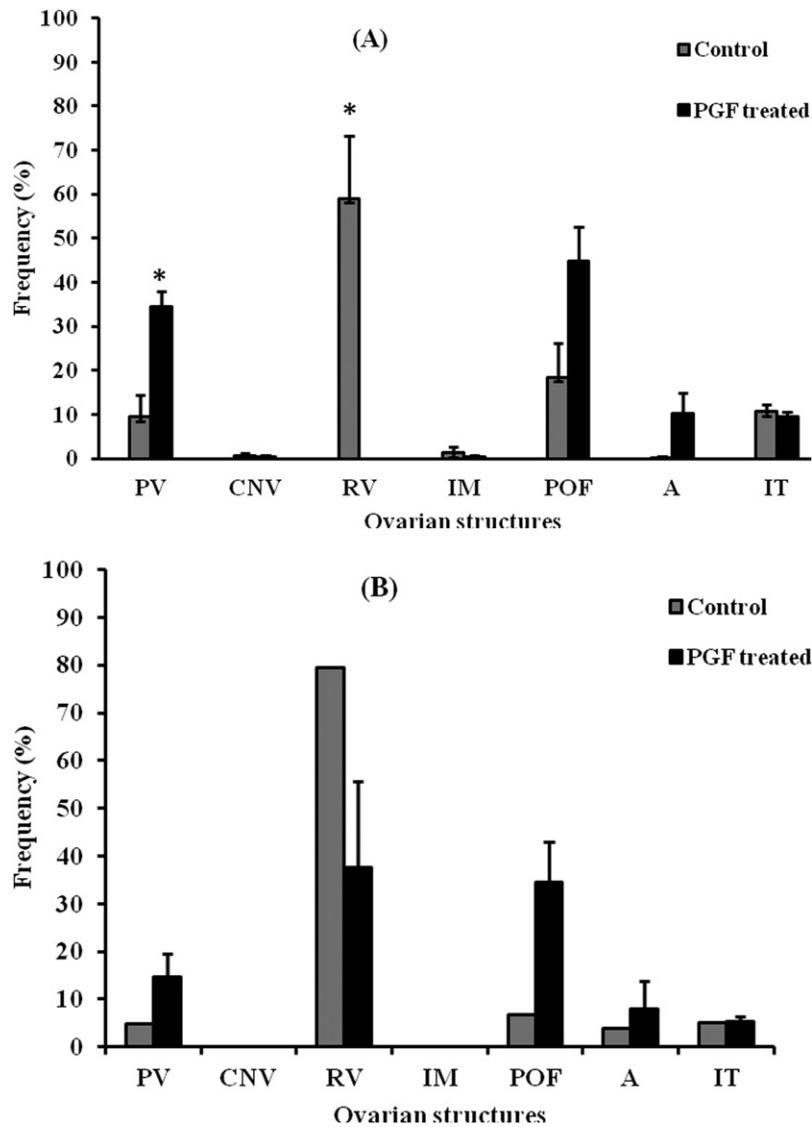 (A)
Control
PGF treated
Frequency (%)
100
90
80
70
60
50
40
30
20
10
0
*
*
PV CNV RV IM POF A IT
Ovarian structures
(B)
Control
PGF treated
Frequency (%)
100
90
80
70
60
50
40
30
20
10
0
PV CNV RV IM POF A IT
Ovarian structures